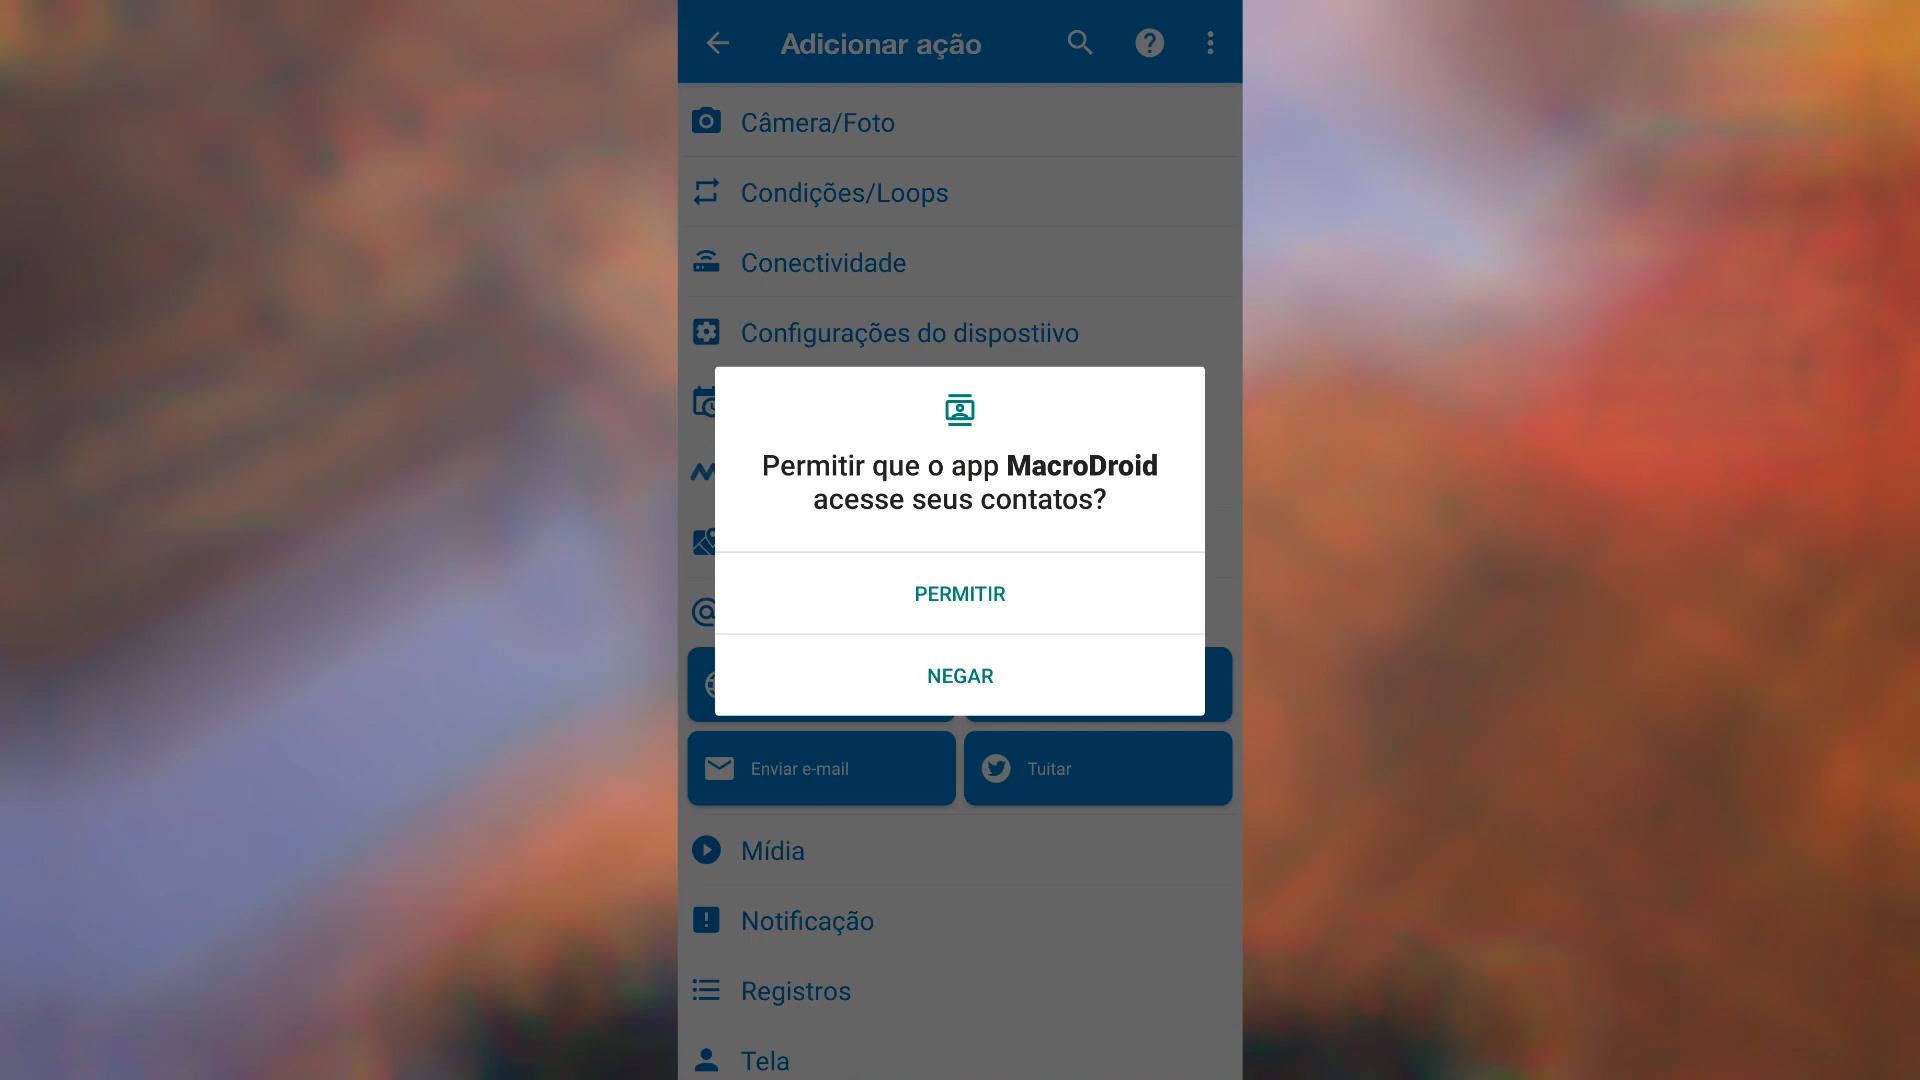 Adicionar ação
Câmera/Foto
Condições/Loops
Conectividade
Configurações do dispostiivo
Permitir que o app MacroDroid
acesse seus contatos?
PERMITIR
NEGAR
Enviar e-mail
Tuitar
Mídia
Notificação
Registros
Tela